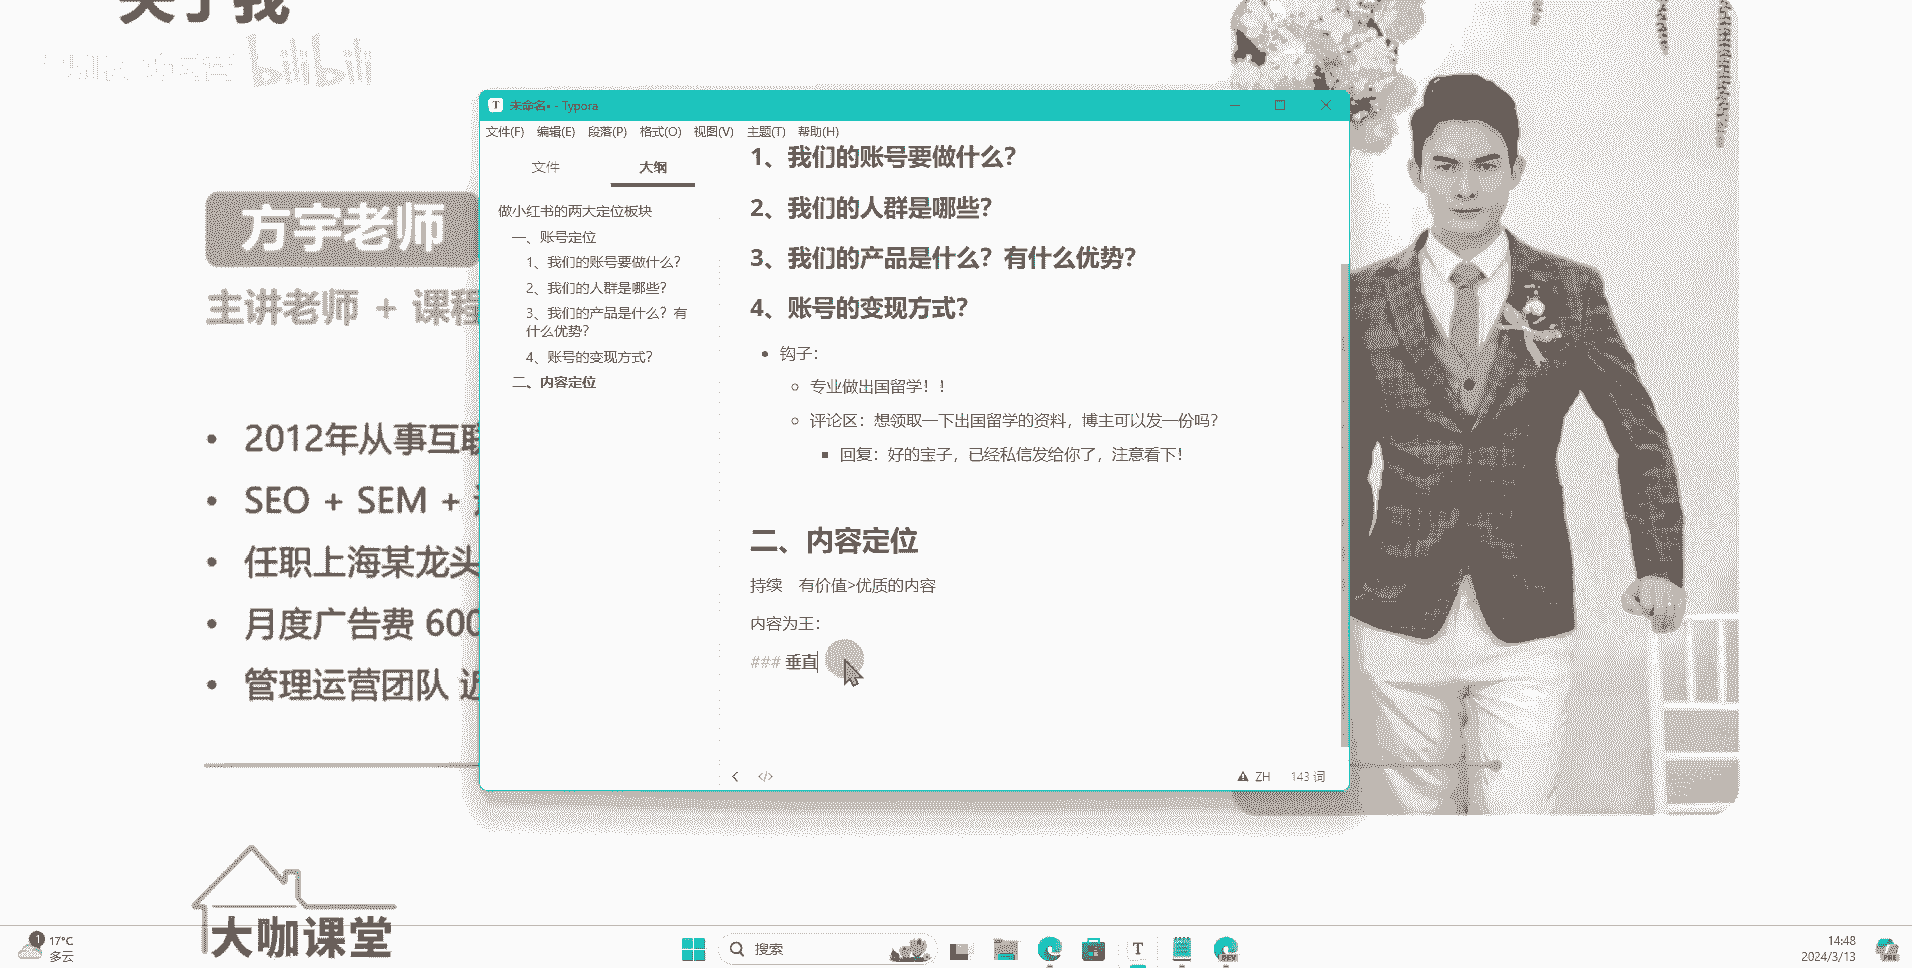 关于我
bilibili
方宇老师
主讲老师 + 课程
2012年从事互联
SEO + SEM +
任职上海某龙头
月度广告费 600
管理运营团队 近
大咖课堂
未命名• - Typora
文件(F) 编辑(E) 段落(P) 格式(O) 视图(V) 主题(T) 帮助(H)
文件 大纲
做小红书的两大定位板块
一、账号定位
1、我们的账号要做什么?
2、我们的人群是哪些?
3、我们的产品是什么? 有
什么优势?
4、账号的变现方式?
二、内容定位
1、我们的账号要做什么?
2、我们的人群是哪些?
3、我们的产品是什么? 有什么优势?
4、账号的变现方式?
钩子:
专业做出国留学! !
评论区: 想领取一下出国留学的资料, 博主可以发一份吗?
回复: 好的宝子, 已经私信发给你了, 注意看下!
二、内容定位
持续 有价值>优质的内容
内容为王:
### 垂直
ZH 143 词
1
17°C
多云
搜索
14:48
2024/3/13